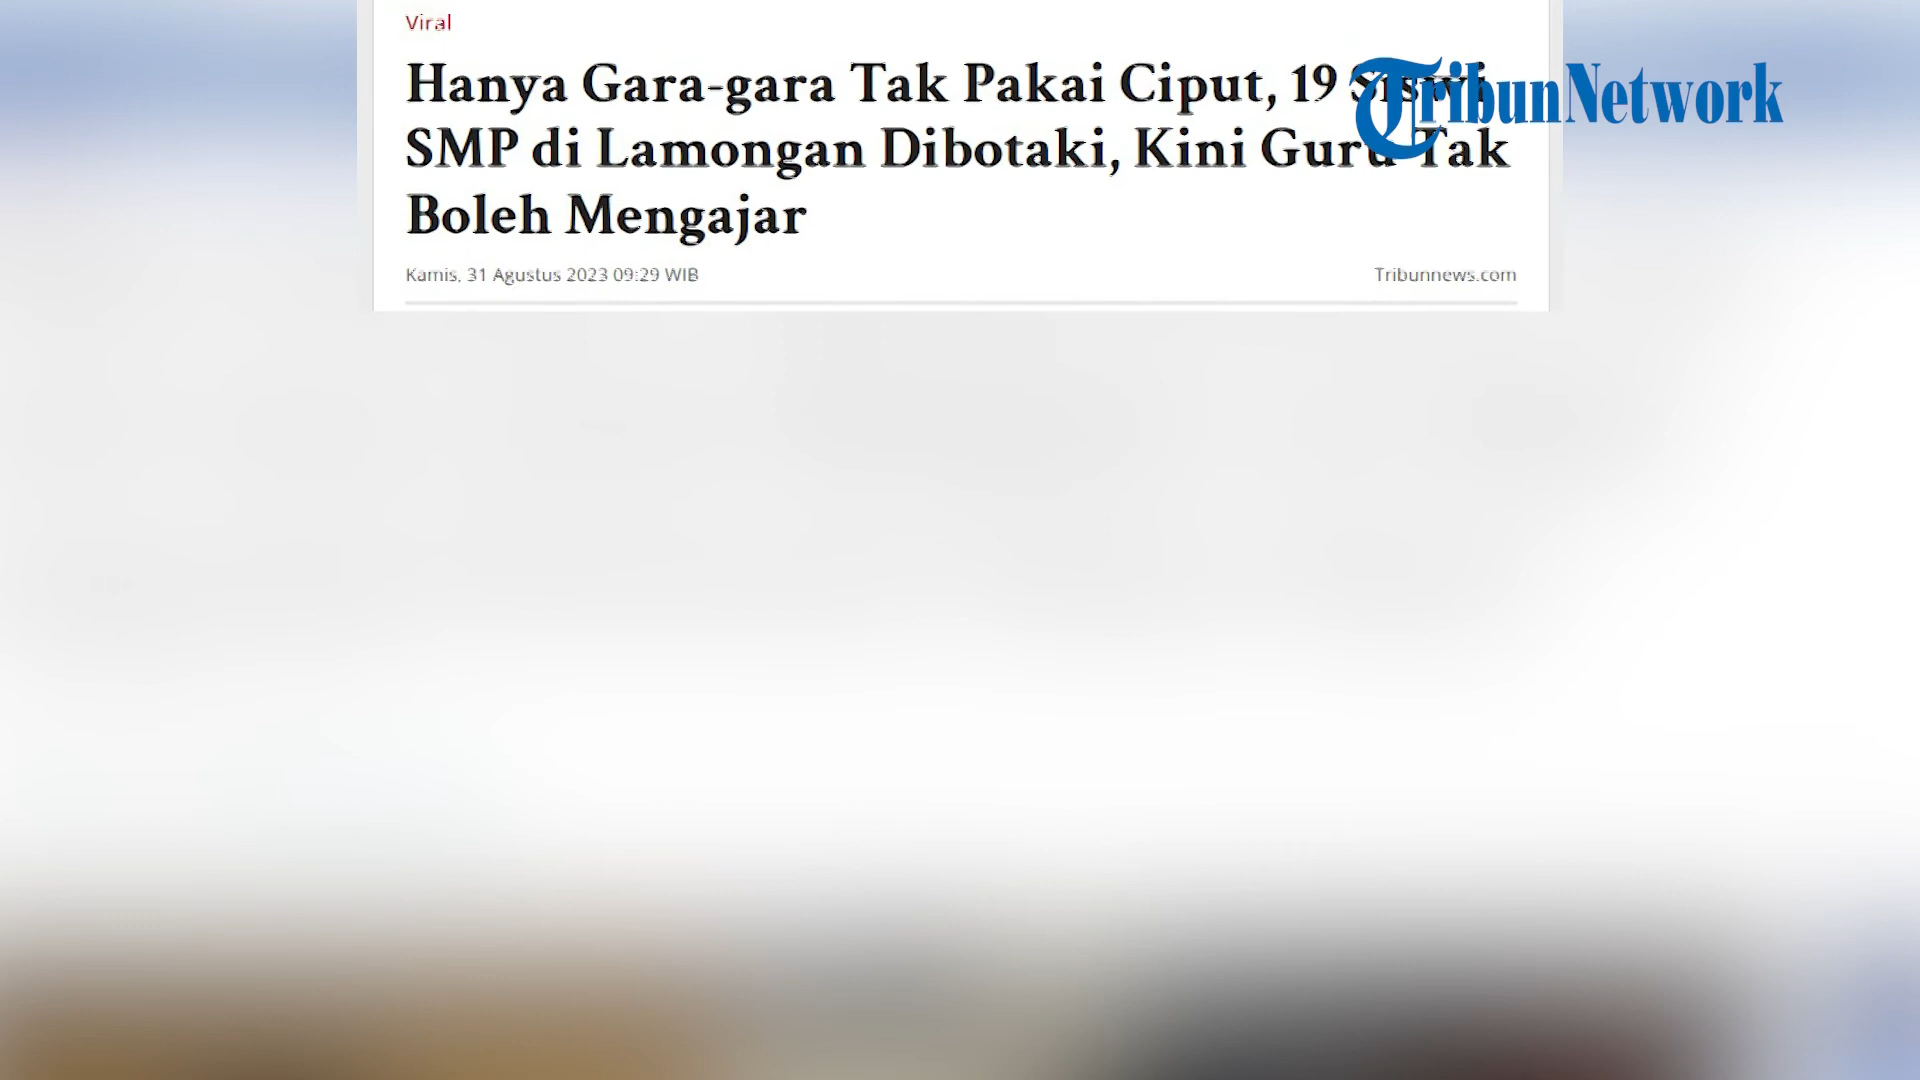 Viral
Hanya Gara-gara Tak Pakai Ciput, 19 Siswi
TribunNetwork
SMP di Lamongan Dibotaki, Kini Guru Tak
Boleh Mengajar
Kamis, 31 Agustus 2023 09:29 WIB
Tribunnews.com